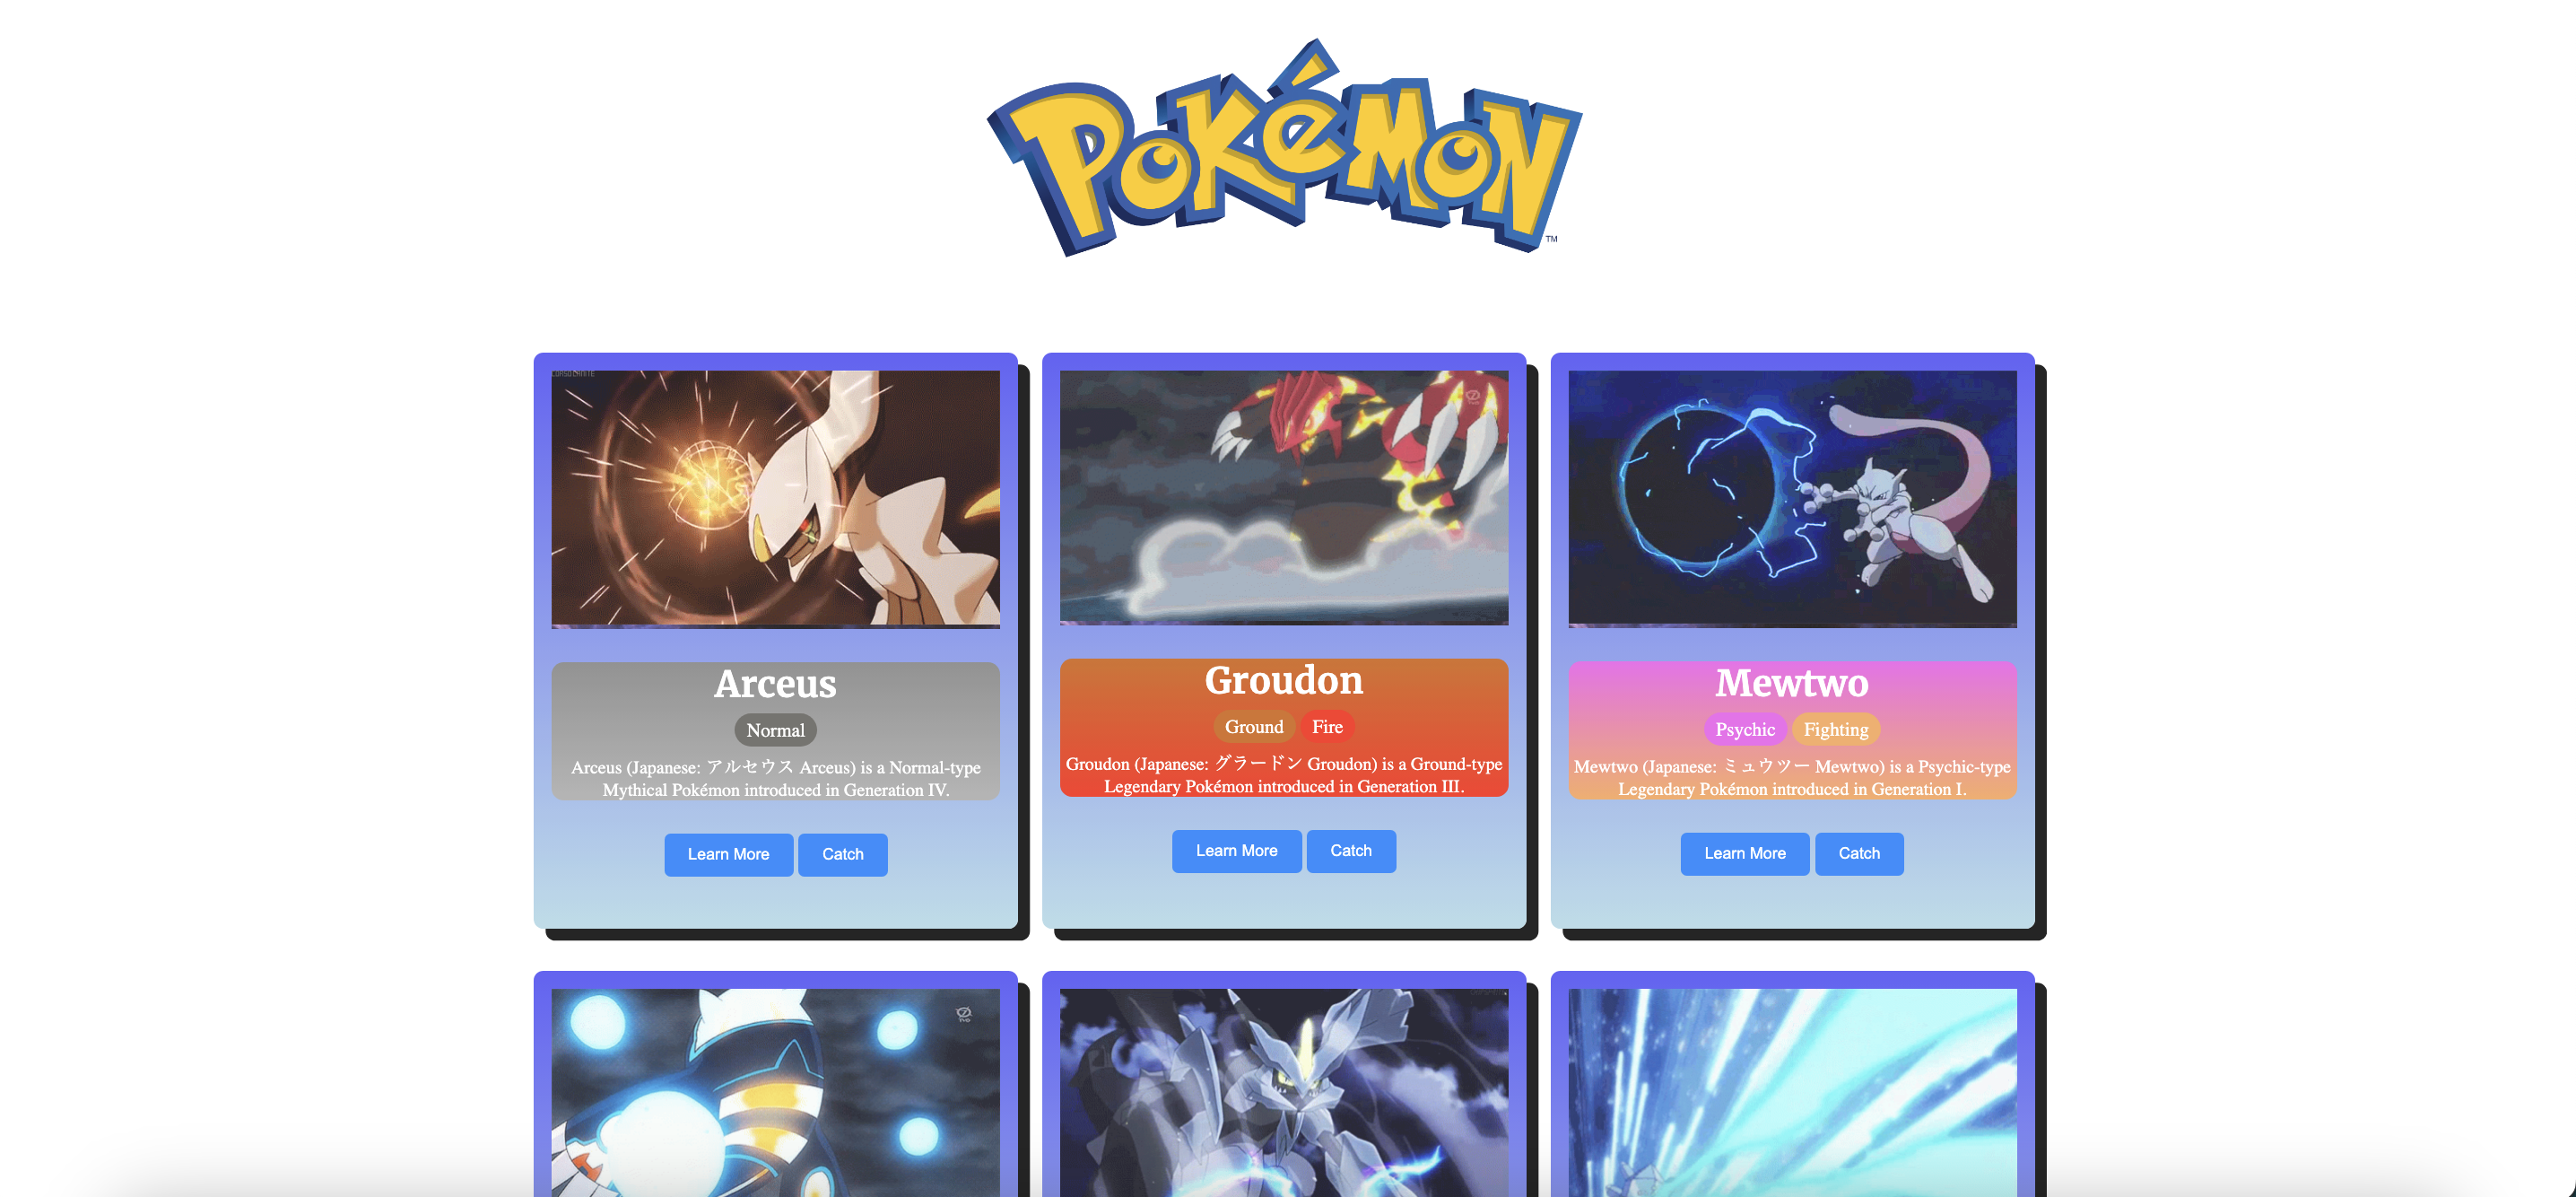 POKéMON
TM
Arceus
Normal
Arceus (Japanese: アルセウス Arceus) is a Normal-type
Mythical Pokémon introduced in Generation IV.
Learn More
Catch
Groudon
Ground
Fire
Groudon (Japanese: グラードン Groudon) is a Ground-type
Legendary Pokémon introduced in Generation III.
Learn More
Catch
Mewtwo
Psychic
Fighting
Mewtwo (Japanese: ミュウツー Mewtwo) is a Psychic-type
Legendary Pokémon introduced in Generation I.
Learn More
Catch